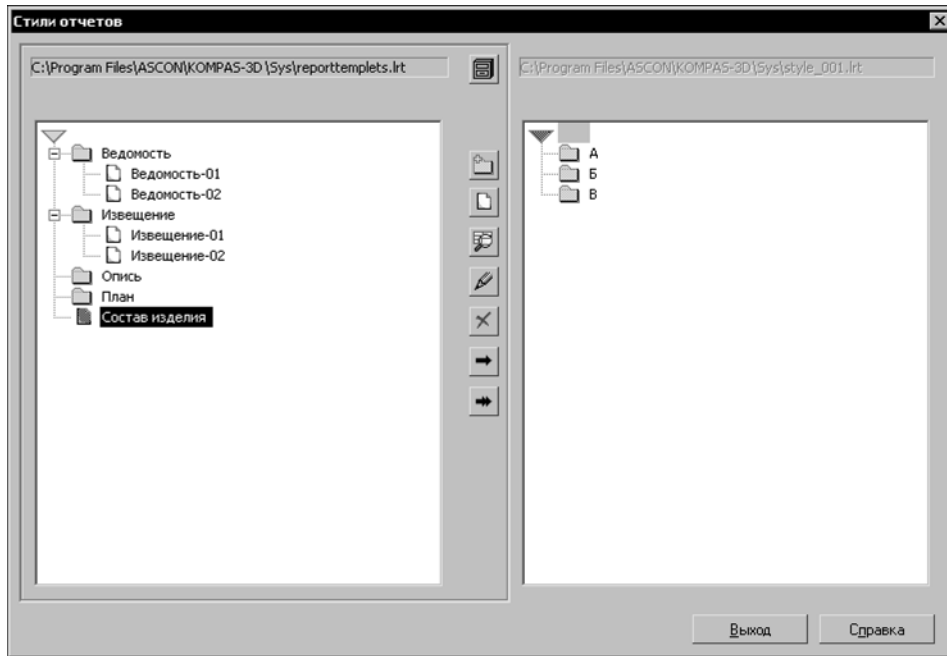 Стили отчетов
C:\Program Files\ASCON\KOMPAS-3D\Sys\reporttemplets.lrt
C:\Program Files\ASCON\KOMPAS-3D\Sys\style_001.lrt
Ведомость
Ведомость-01
Ведомость-02
Извещение
Извещение-01
Извещение-02
Опись
План
Состав изделия
А
Б
В
Выход
Справка